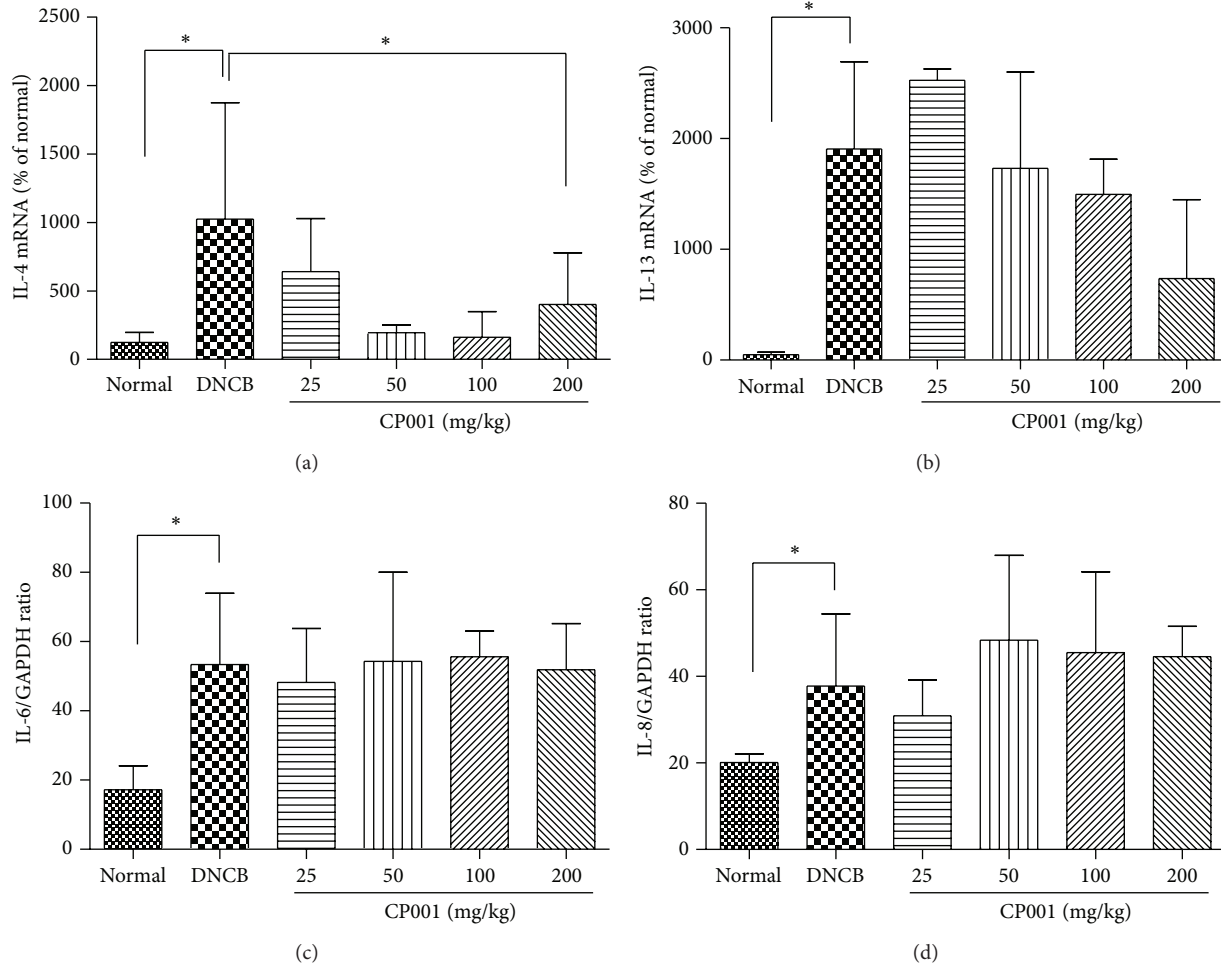 IL-4 mRNA (% of normal)
2500
2000
1500
1000
500
0
*
*
Normal DNCB 25 50 100 200
CP001 (mg/kg)
(a)
IL-13 mRNA (% of normal)
3000
2000
1000
0
*
Normal DNCB 25 50 100 200
CP001 (mg/kg)
(b)
IL-6/GAPDH ratio
100
80
60
40
20
0
*
Normal DNCB 25 50 100 200
CP001 (mg/kg)
(c)
IL-8/GAPDH ratio
80
60
40
20
0
*
Normal DNCB 25 50 100 200
CP001 (mg/kg)
(d)